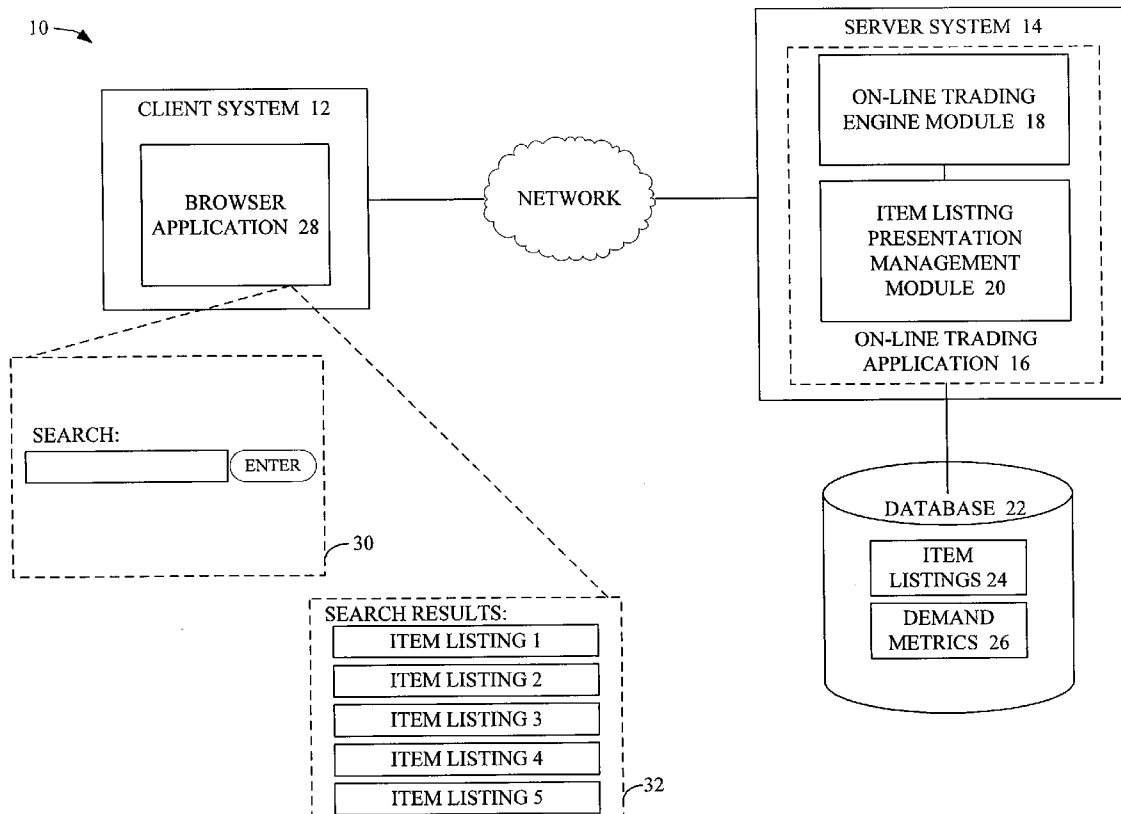 10
CLIENT SYSTEM 12
BROWSER
APPLICATION 28
NETWORK
SERVER SYSTEM 14
ON-LINE TRADING
ENGINE MODULE 18
ITEM LISTING
PRESENTATION
MANAGEMENT
MODULE 20
ON-LINE TRADING
APPLICATION 16
SEARCH:
ENTER
30
DATABASE 22
ITEM
LISTINGS 24
DEMAND
METRICS 26
SEARCH RESULTS:
ITEM LISTING 1
ITEM LISTING 2
ITEM LISTING 3
ITEM LISTING 4
ITEM LISTING 5
32